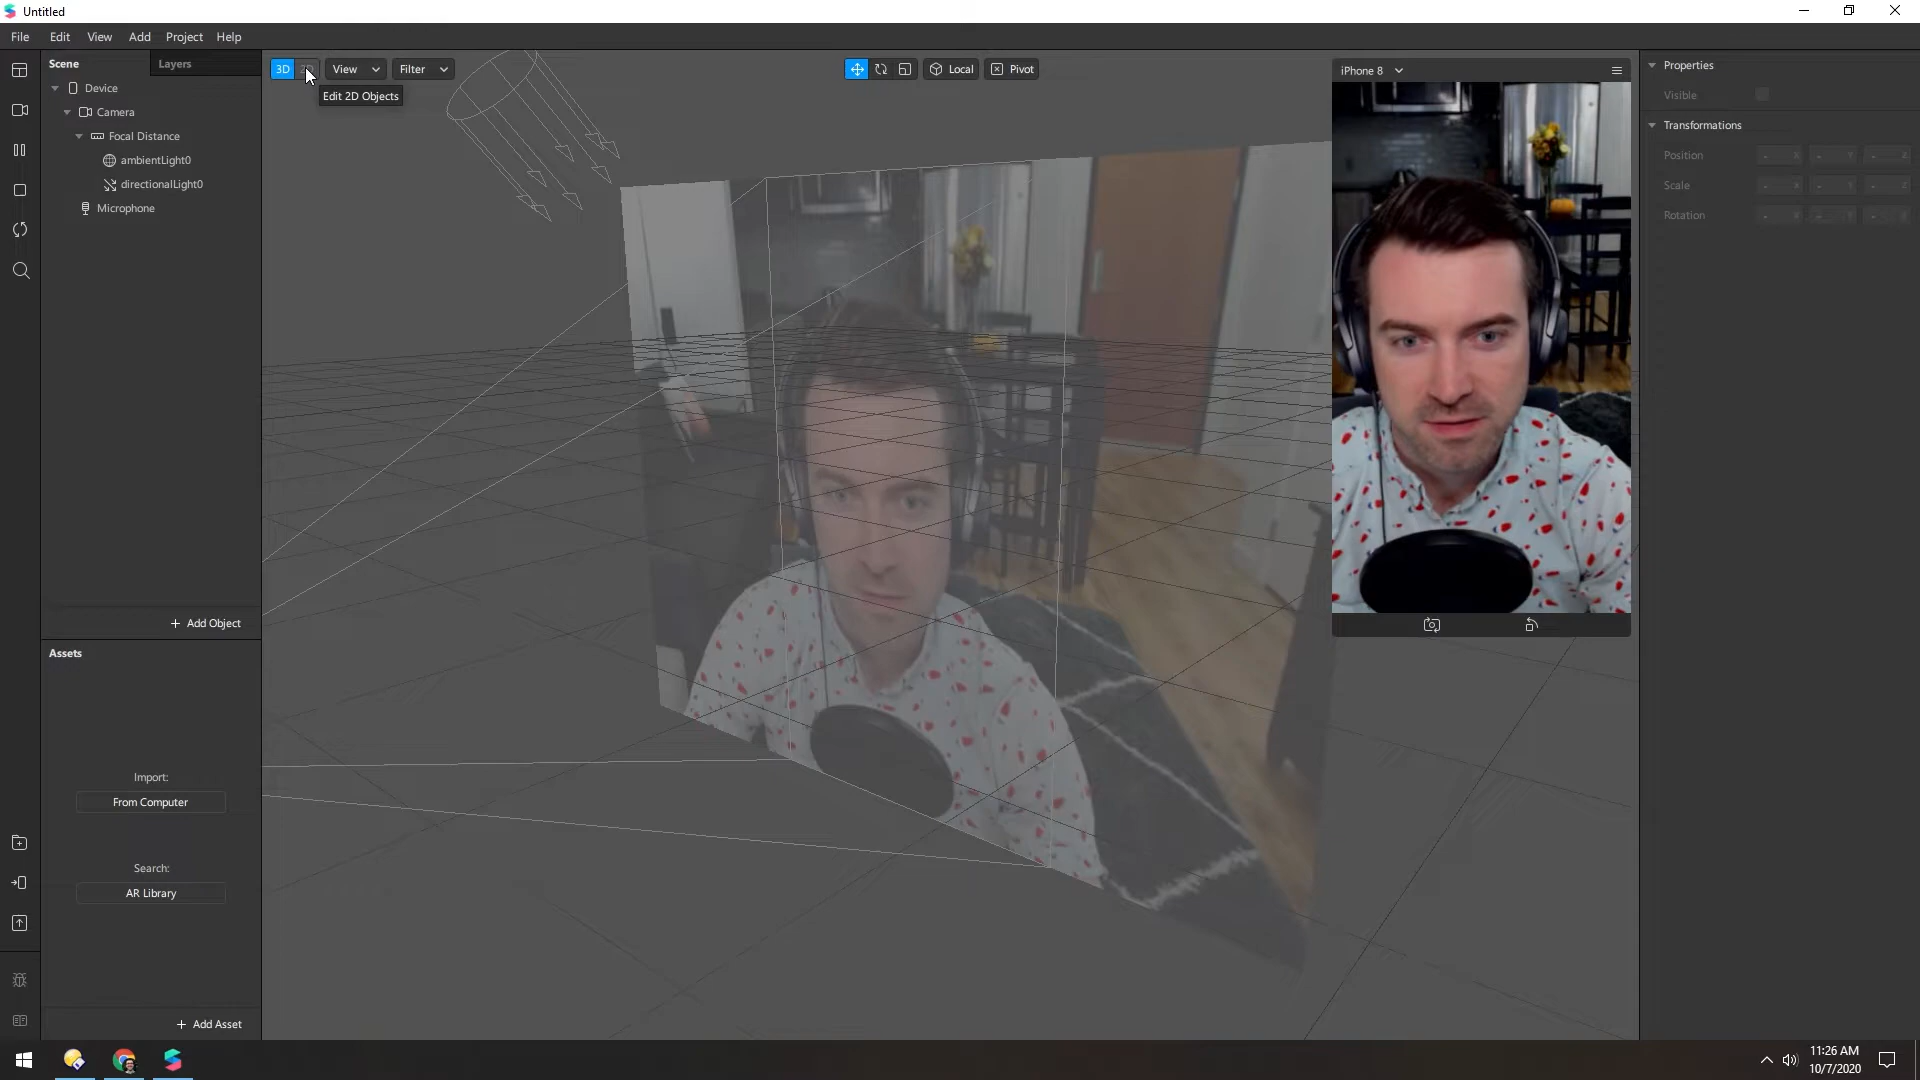 Untitled
File Edit View Add Project Help
Scene Layers
Device
Camera
Focal Distance
ambientLight0
directionalLight0
Microphone
+ Add Object
Assets
Import:
From Computer
Search:
AR Library
+ Add Asset
3D View Filter
Edit 2D Objects
Local Pivot
iPhone 8
Properties
Visible
Transformations
Position - X - Y - Z
Scale - X - Y - Z
Rotation - X - Y - Z
11:26 AM
10/7/2020